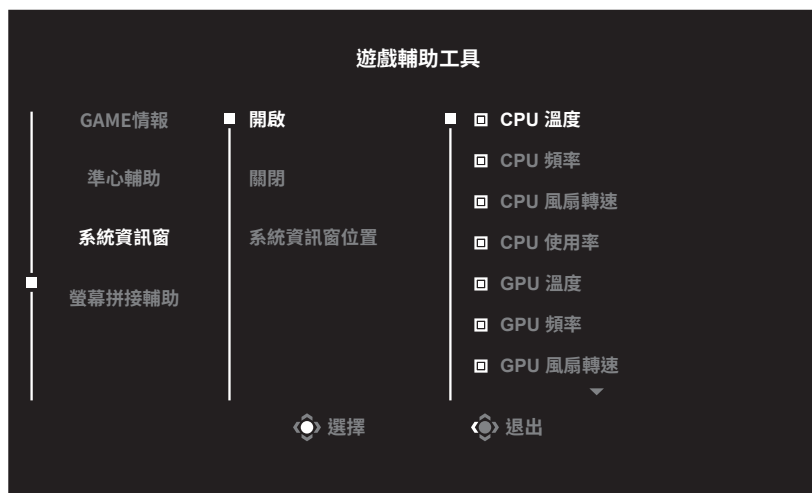 遊戲輔助工具
GAME情報
準心輔助
系統資訊窗
螢幕拼接輔助
開啟
關閉
系統資訊窗位置
CPU 溫度
CPU 頻率
CPU 風扇轉速
CPU 使用率
GPU 溫度
GPU 頻率
GPU 風扇轉速
選擇
退出